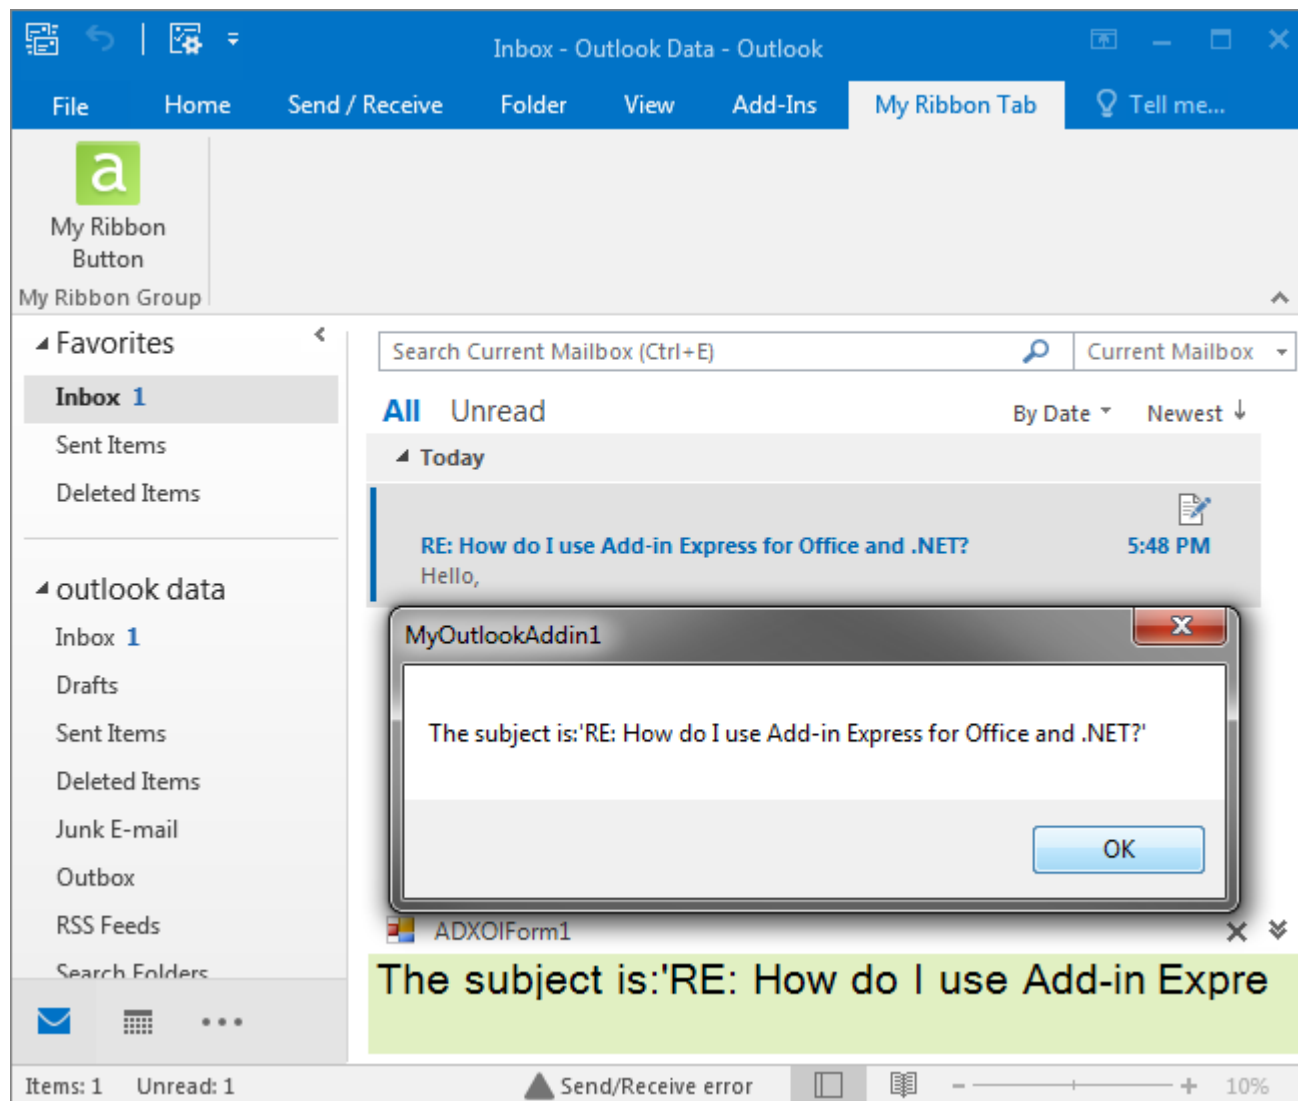 Inbox - Outlook Data - Outlook
File Home Send / Receive Folder View Add-Ins My Ribbon Tab Tell me...
a
My Ribbon
Button
My Ribbon Group
Favorites
Inbox 1
Sent Items
Deleted Items
outlook data
Inbox 1
Drafts
Sent Items
Deleted Items
Junk E-mail
Outbox
RSS Feeds
Search Folders
Search Current Mailbox (Ctrl+E) Current Mailbox
All Unread By Date Newest
Today
RE: How do I use Add-in Express for Office and .NET? 5:48 PM
Hello,
MyOutlookAddin1
The subject is:'RE: How do I use Add-in Express for Office and .NET?'
OK
ADXOlForm1
The subject is:'RE: How do I use Add-in Expre
Items: 1 Unread: 1 Send/Receive error 10%